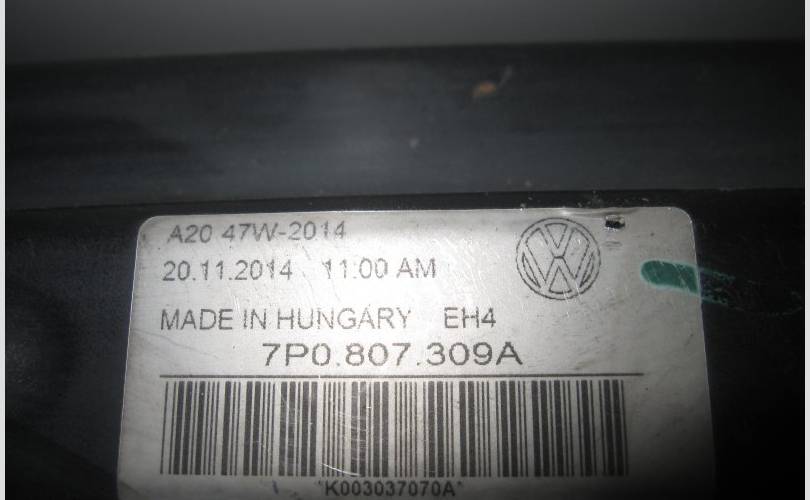 A20 47W-2014
20.11.2014 11:00 AM
MADE IN HUNGARY EH4
7P0.807.309A
*K003037070A*